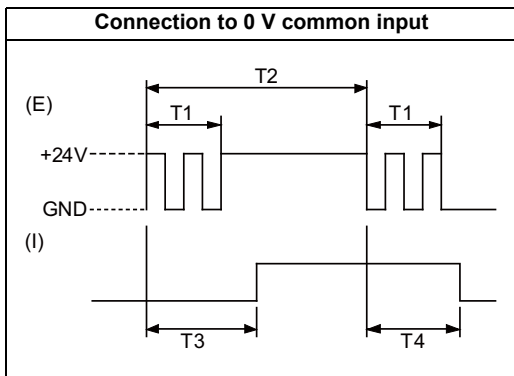 Connection to 0 V common input
T2
(E)
T1
T1
+24V
GND
(I)
T3
T4